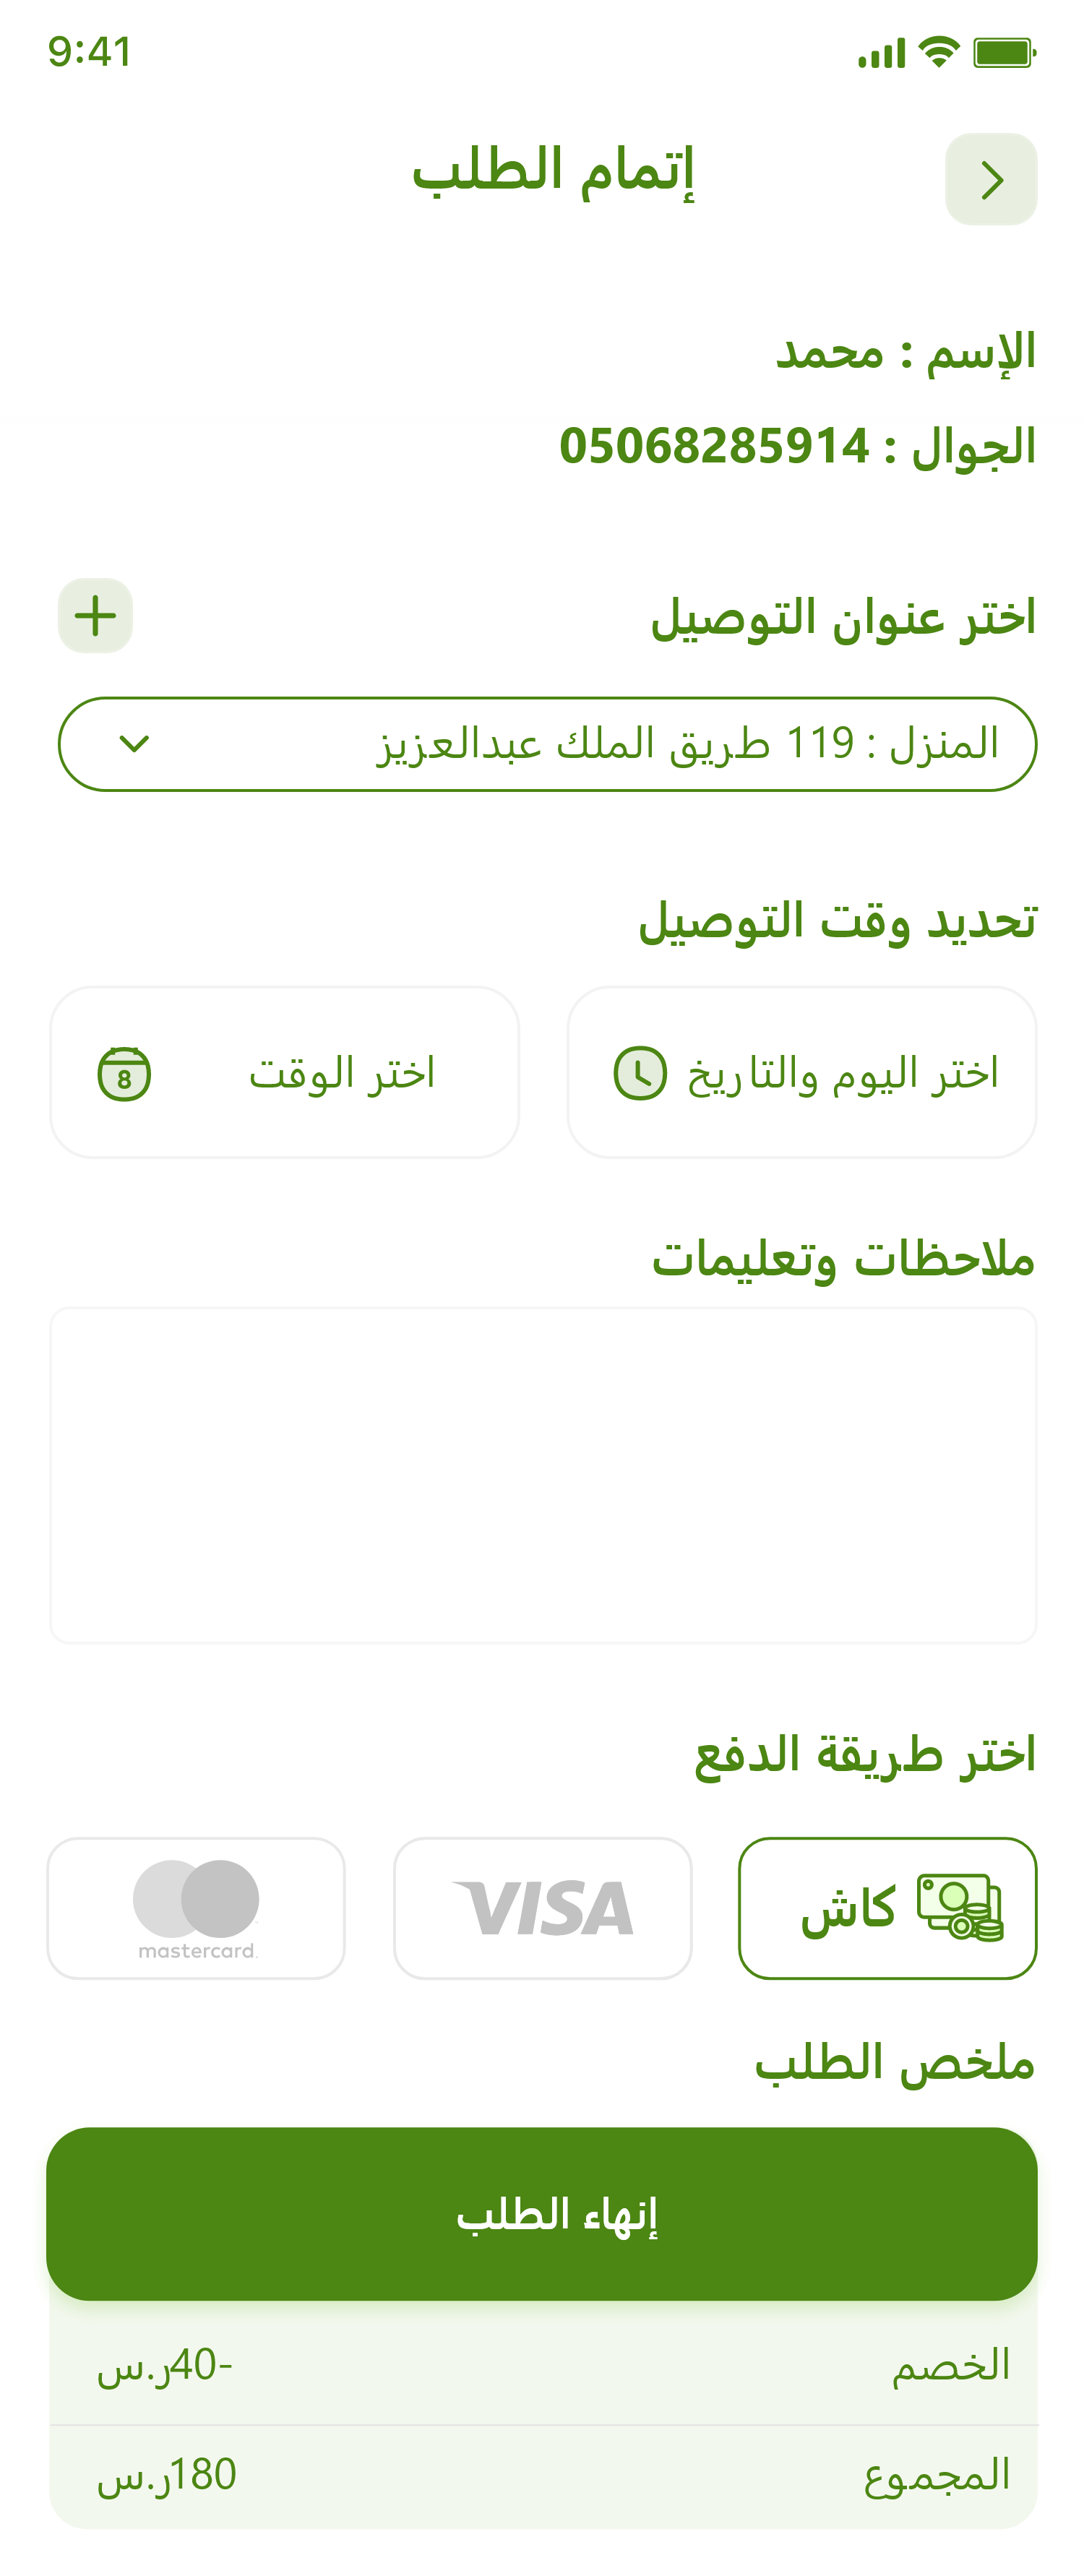 9:41
إتمام الطلب
الإسم : محمد
الجوال : 05068285914
اختر عنوان التوصيل
المنزل : 119 طريق الملك عبدالعزيز
تحديد وقت التوصيل
اختر اليوم والتاريخ
اختر الوقت
8
ملاحظات وتعليمات
اختر طريقة الدفع
كاش
VISA
mastercard.
ملخص الطلب
إنهاء الطلب
الخصم
-40ر.س
المجموع
180ر.س